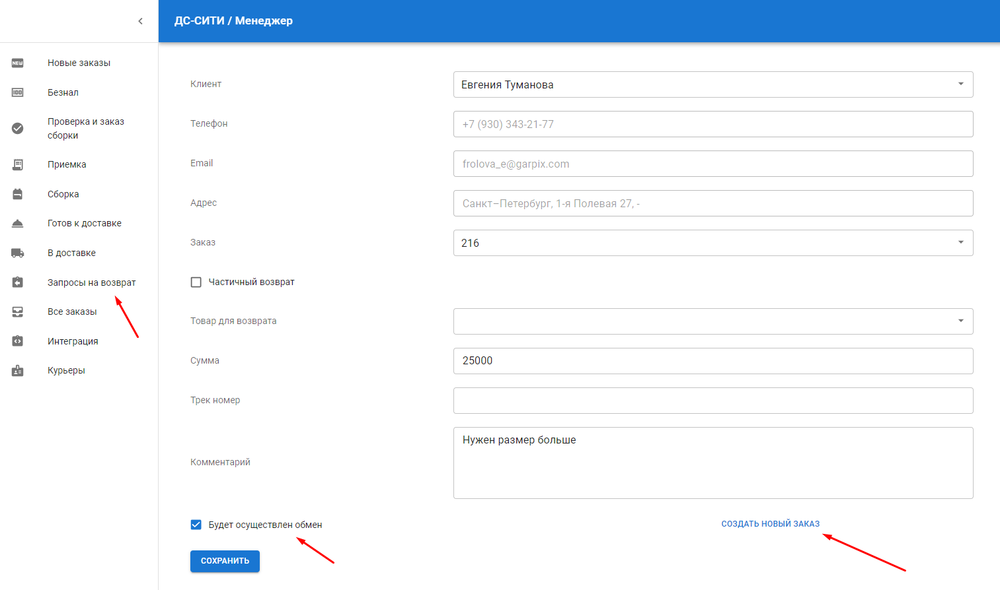 ДС-СИТИ / Менеджер
NEW
Новые заказы
100
Безнал
Проверка и заказ
сборки
Приемка
Сборка
Готов к доставке
В доставке
Запросы на возврат
Все заказы
Интеграция
Курьеры
Клиент
Евгения Туманова
Телефон
+7 (930) 343-21-77
Email
frolova_e@garpix.com
Адрес
Санкт–Петербург, 1-я Полевая 27, -
Заказ
216
Частичный возврат
Товар для возврата
Сумма
25000
Трек номер
Комментарий
Нужен размер больше
Будет осуществлен обмен
СОЗДАТЬ НОВЫЙ ЗАКАЗ
СОХРАНИТЬ